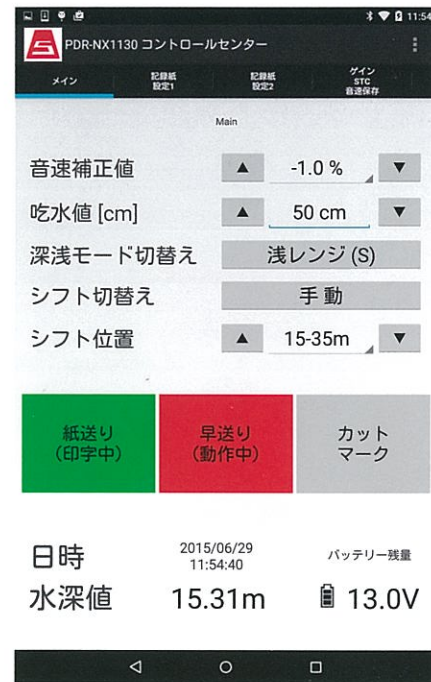 11:54
PDR-NX1130 コントロールセンター
メイン
記録紙
設定1
記録紙
設定2
ゲイン
STC
音速保存
Main
音速補正値 ▲ -1.0 % ▼
吃水値 [cm] ▲ 50 cm ▼
深浅モード切替え 浅レンジ (S)
シフト切替え 手動
シフト位置 ▲ 15-35m ▼
紙送り
(印字中)
早送り
(動作中)
カット
マーク
日時
2015/06/29
11:54:40
バッテリー残量
水深値 15.31m 13.0V